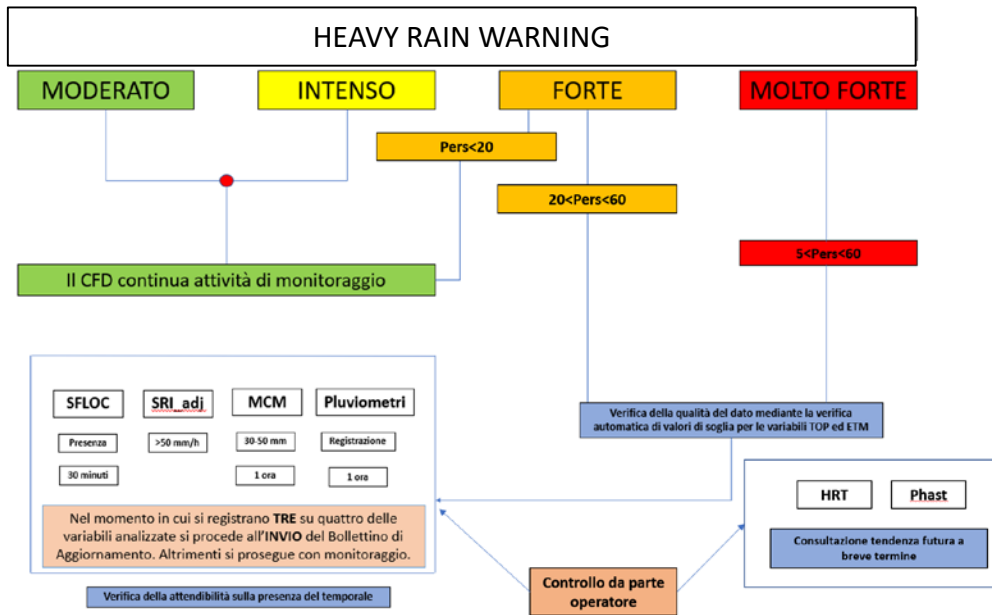 HEAVY RAIN WARNING
MODERATO
INTENSO
FORTE
MOLTO FORTE
Pers<20
20<Pers<60
5<Pers<60
Il CFD continua attività di monitoraggio
SFLOC
SRI_adj
MCM
Pluviometri
Presenza
>50 mm/h
30-50 mm
Registrazione
30 minuti
1 ora
1 ora
Nel momento in cui si registrano TRE su quattro delle
variabili analizzate si procede all'INVIO del Bollettino di
Aggiornamento. Altrimenti si prosegue con monitoraggio.
Verifica della attendibilità sulla presenza del temporale
Verifica della qualità del dato mediante la verifica
automatica di valori di soglia per le variabili TOP ed ETM
HRT
Phast
Consultazione tendenza futura a
breve termine
Controllo da parte
operatore